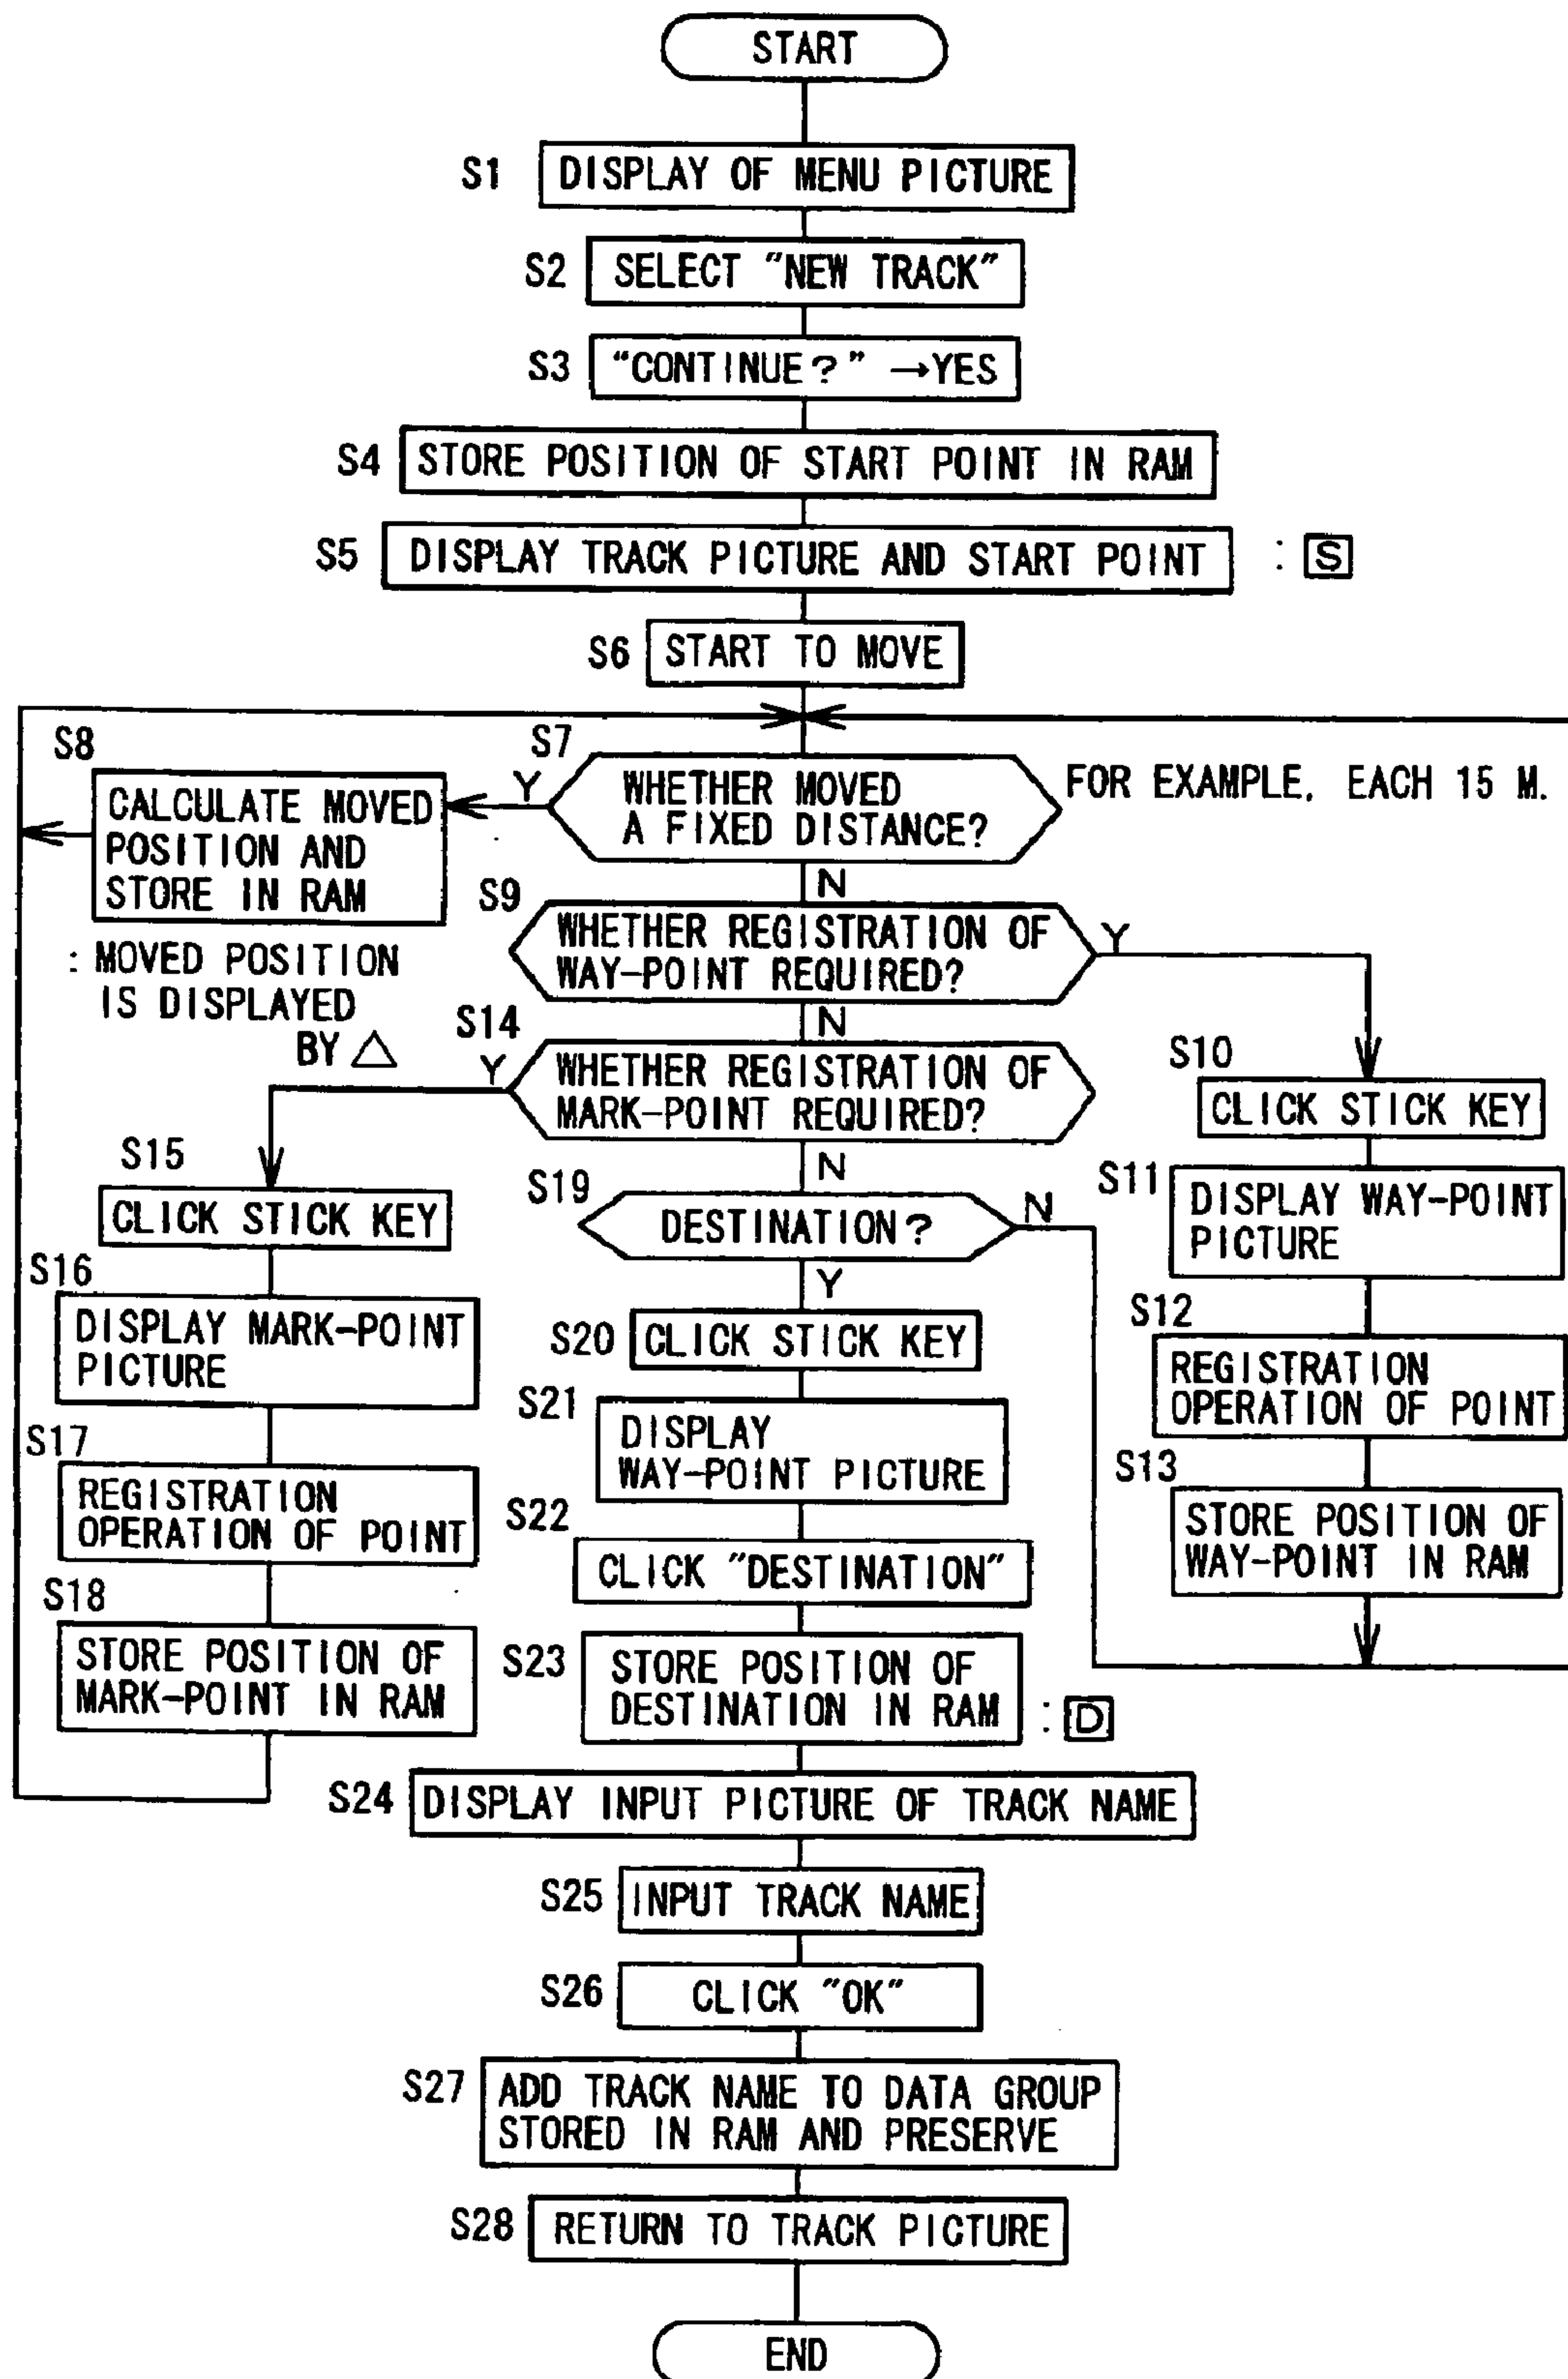 START
S1 DISPLAY OF MENU PICTURE
S2 SELECT "NEW TRACK"
S3 "CONTINUE?" →YES
S4 STORE POSITION OF START POINT IN RAM
S5 DISPLAY TRACK PICTURE AND START POINT : S
S6 START TO MOVE
S7
WHETHER MOVED
A FIXED DISTANCE?
FOR EXAMPLE, EACH 15 M.
Y
N
S8
CALCULATE MOVED
POSITION AND
STORE IN RAM
: MOVED POSITION
IS DISPLAYED
BY △
S9
WHETHER REGISTRATION OF
WAY-POINT REQUIRED?
Y
N
S10
CLICK STICK KEY
S11
DISPLAY WAY-POINT
PICTURE
S12
REGISTRATION
OPERATION OF POINT
S13
STORE POSITION OF
WAY-POINT IN RAM
S14
WHETHER REGISTRATION OF
MARK-POINT REQUIRED?
Y
N
S15
CLICK STICK KEY
S16
DISPLAY MARK-POINT
PICTURE
S17
REGISTRATION
OPERATION OF POINT
S18
STORE POSITION OF
MARK-POINT IN RAM
S19
DESTINATION?
N
Y
S20 CLICK STICK KEY
S21
DISPLAY
WAY-POINT PICTURE
S22
CLICK "DESTINATION"
S23
STORE POSITION OF
DESTINATION IN RAM : D
S24 DISPLAY INPUT PICTURE OF TRACK NAME
S25 INPUT TRACK NAME
S26 CLICK "OK"
S27
ADD TRACK NAME TO DATA GROUP
STORED IN RAM AND PRESERVE
S28 RETURN TO TRACK PICTURE
END